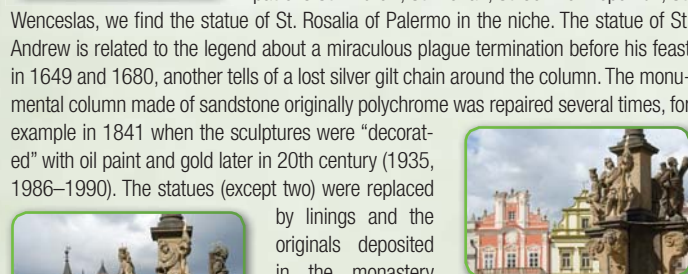 Wenceslas, we find the statue of St. Rosalia of Palermo in the niche. The statue of St.
Andrew is related to the legend about a miraculous plague termination before his feast
in 1649 and 1680, another tells of a lost silver gilt chain around the column. The monu-
mental column made of sandstone originally polychrome was repaired several times, for
example in 1841 when the sculptures were “decorat-
ed” with oil paint and gold later in 20th century (1935,
1986–1990). The statues (except two) were replaced
by linings and the
originals deposited
in the monastery